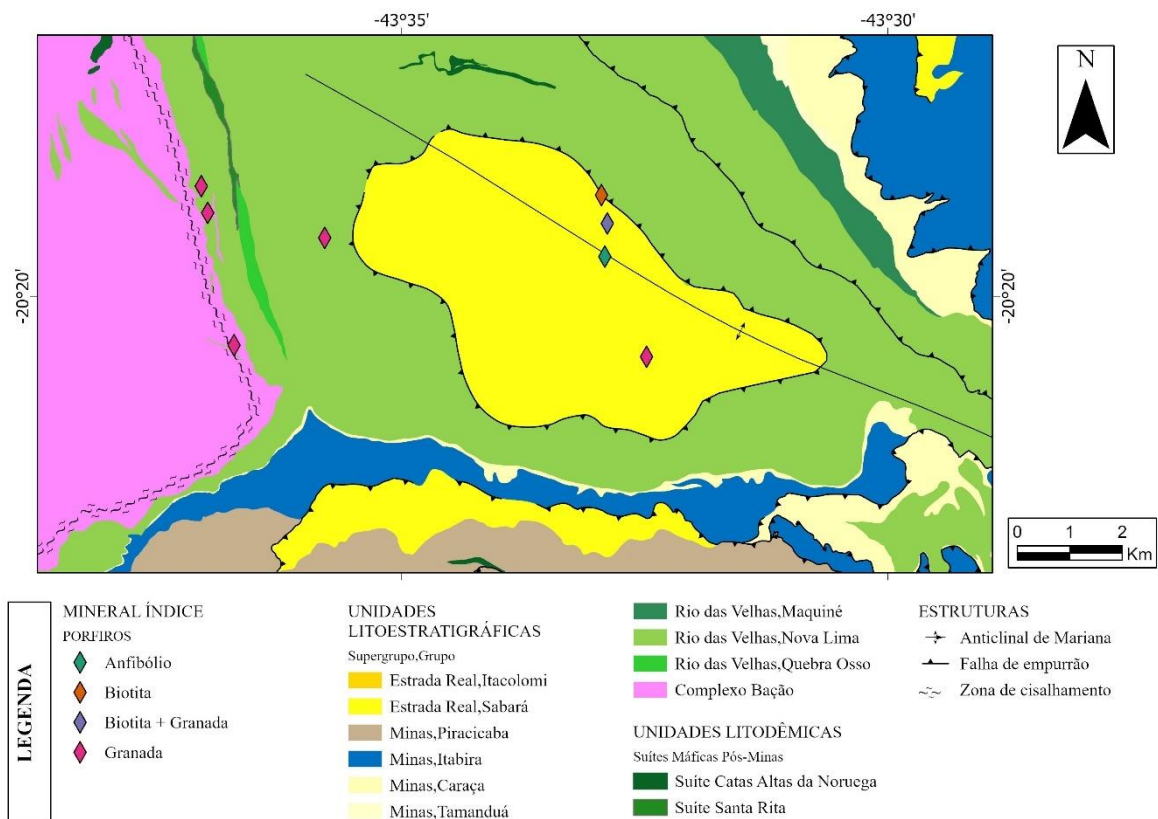 -43°35'
-43°30'
N
-20°20'
-20°20'
0 1 2
Km
LEGENDA
MINERAL ÍNDICE
PORFIROS
Anfibólio
Biotita
Biotita + Granada
Granada
UNIDADES
LITOESTRATIGRÁFICAS
Supergrupo,Grupo
Estrada Real,Itacolomi
Estrada Real,Sabará
Minas,Piracicaba
Minas,Itabira
Minas,Caraça
Minas,Tamanduá
Rio das Velhas,Maquiné
Rio das Velhas,Nova Lima
Rio das Velhas,Quebra Osso
Complexo Bação
UNIDADES LITODÊMICAS
Suítes Máficas Pós-Minas
Suíte Catas Altas da Noruega
Suíte Santa Rita
ESTRUTURAS
Anticlinal de Mariana
Falha de empurrão
Zona de cisalhamento